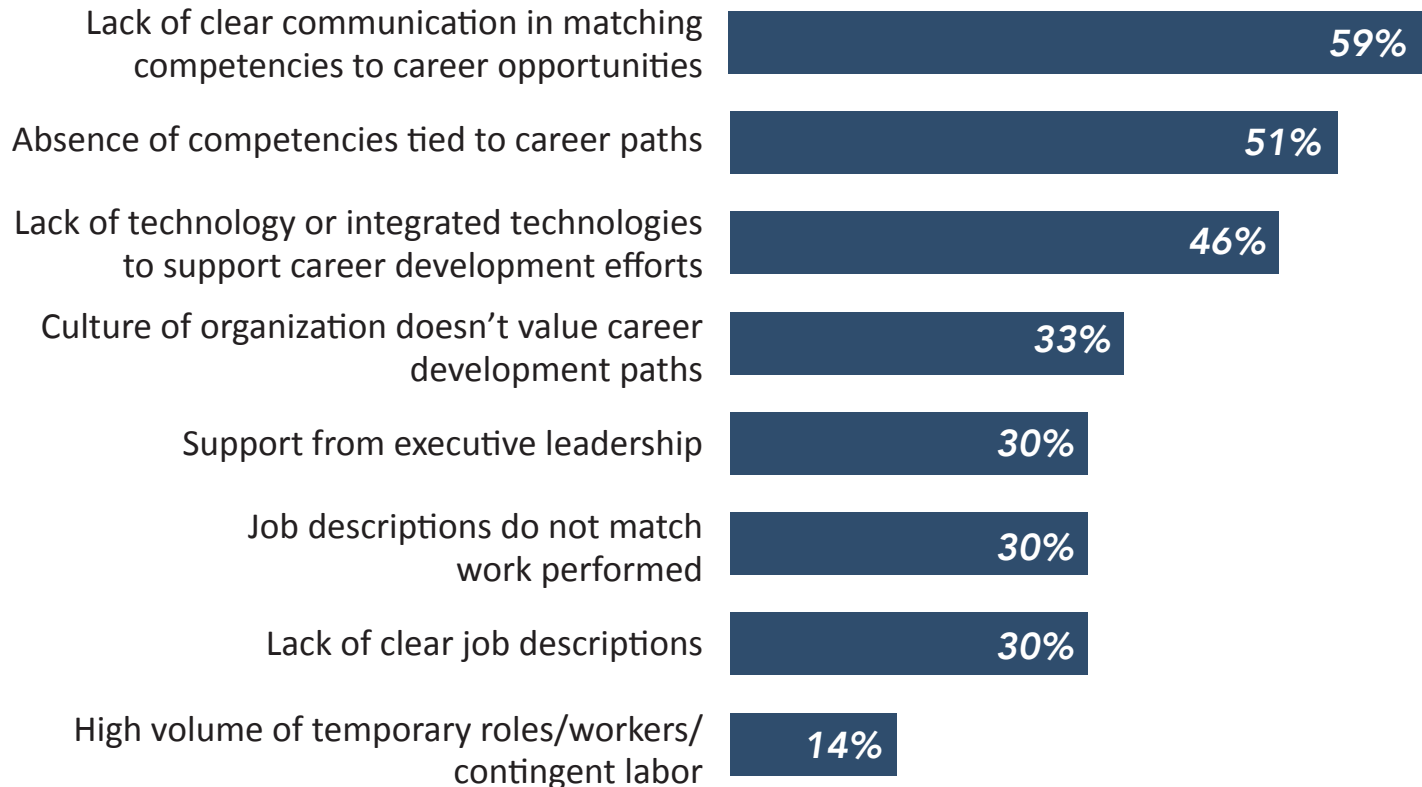 Lack of clear communication in matching
competencies to career opportunities
59%
Absence of competencies tied to career paths
51%
Lack of technology or integrated technologies
to support career development efforts
46%
Culture of organization doesn’t value career
development paths
33%
Support from executive leadership
30%
Job descriptions do not match
work performed
30%
Lack of clear job descriptions
30%
High volume of temporary roles/workers/
contingent labor
14%